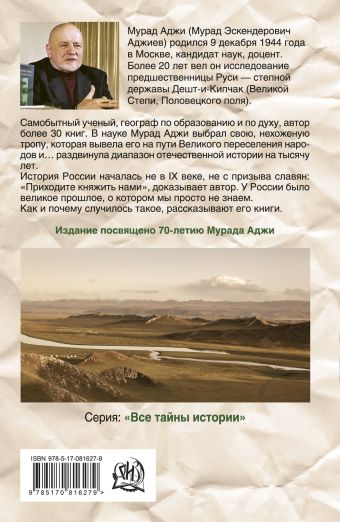 Мурад Аджи (Мурад Эскендерович
Аджиев) родился 9 декабря 1944 года
в Москве, кандидат наук, доцент.
Более 20 лет вел он исследование
предшественницы Руси — степной
державы Дешт-и-Кипчак (Великой
Степи, Половецкого поля).
Самобытный ученый, географ по образованию и по духу, автор
более 30 книг. В науке Мурад Аджи выбрал свою, нехоженую
тропу, которая вывела его на пути Великого переселения наро-
дов и... раздвинула диапазон отечественной истории на тысячу
лет.
История России началась не в IX веке, не с призыва славян:
«Приходите княжить нами», доказывает автор. У России было
великое прошлое, о котором мы просто не знаем.
Как и почему случилось такое, рассказывают его книги.
Издание посвящено 70-летию Мурада Аджи
Серия: «Все тайны истории»
ISBN 978-5-17-081627-9
9 785170 816279 >